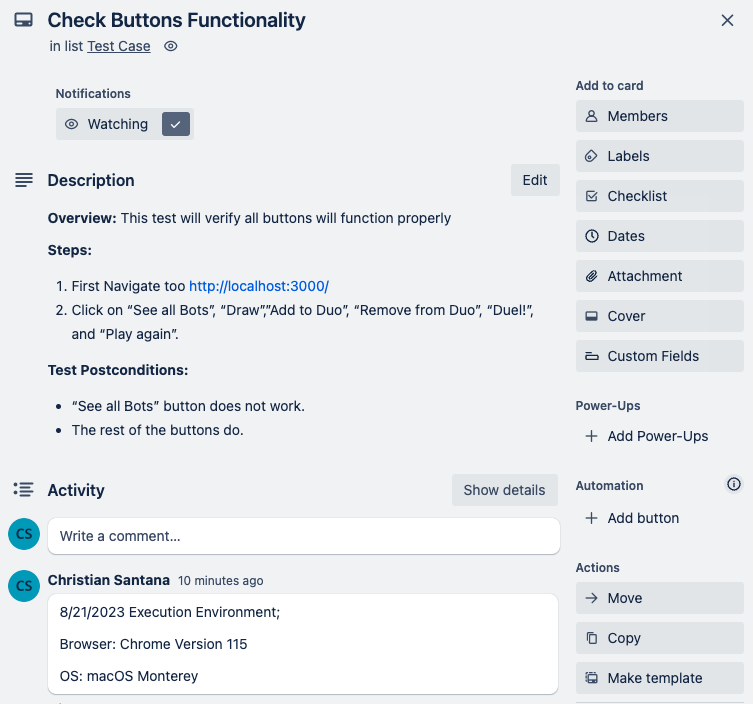 Check Buttons Functionality
in list Test Case
Notifications
Watching
Description
Edit
Overview: This test will verify all buttons will function properly
Steps:
1. First Navigate too http://localhost:3000/
2. Click on “See all Bots”, “Draw”,”Add to Duo”, “Remove from Duo”, “Duel!”,
and “Play again”.
Test Postconditions:
• “See all Bots” button does not work.
• The rest of the buttons do.
Activity
Show details
CS
Write a comment…
CS
Christian Santana 10 minutes ago
8/21/2023 Execution Environment;
Browser: Chrome Version 115
OS: macOS Monterey
Add to card
Members
Labels
Checklist
Dates
Attachment
Cover
Custom Fields
Power-Ups
Add Power-Ups
Automation
Add button
Actions
Move
Copy
Make template